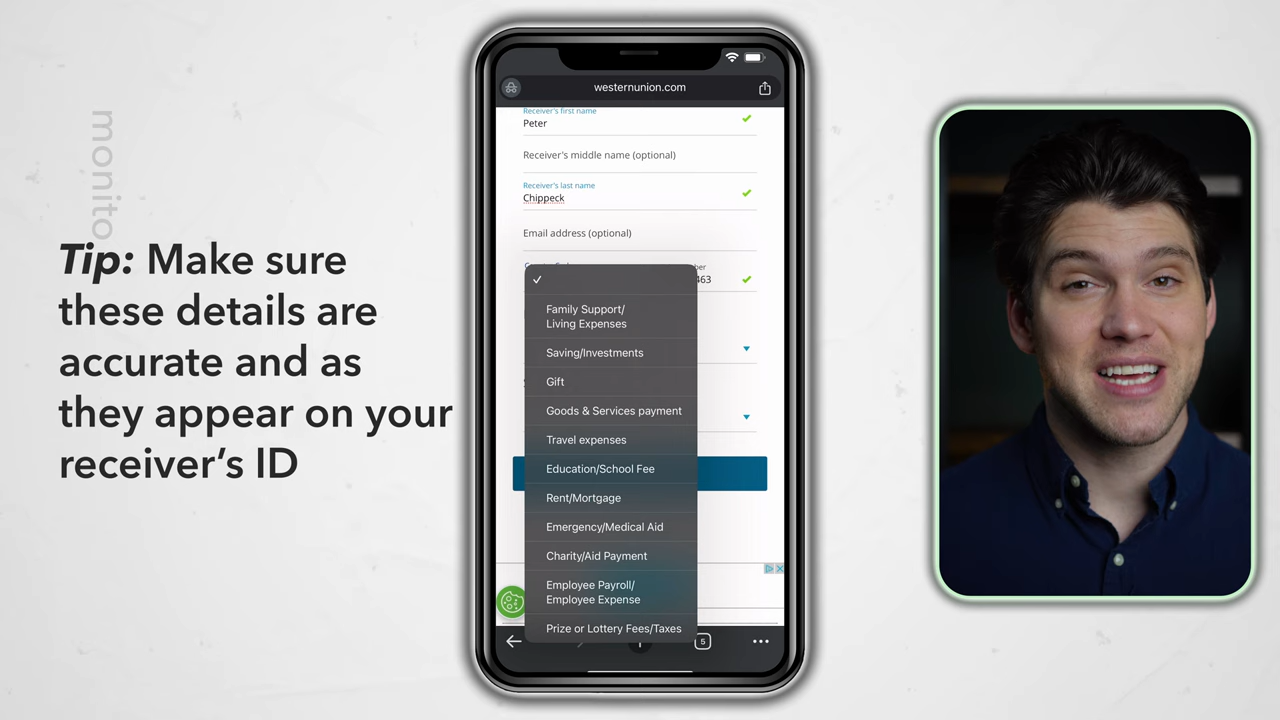 monito
Tip: Make sure
these details are
accurate and as
they appear on your
receiver's ID
westernunion.com
Receiver's first name
Peter
Receiver's middle name (optional)
Receiver's last name
Chippeck
Email address (optional)
463
Family Support/
Living Expenses
Saving/Investments
Gift
Goods & Services payment
Travel expenses
Education/School Fee
Rent/Mortgage
Emergency/Medical Aid
Charity/Aid Payment
Employee Payroll/
Employee Expense
Prize or Lottery Fees/Taxes
5